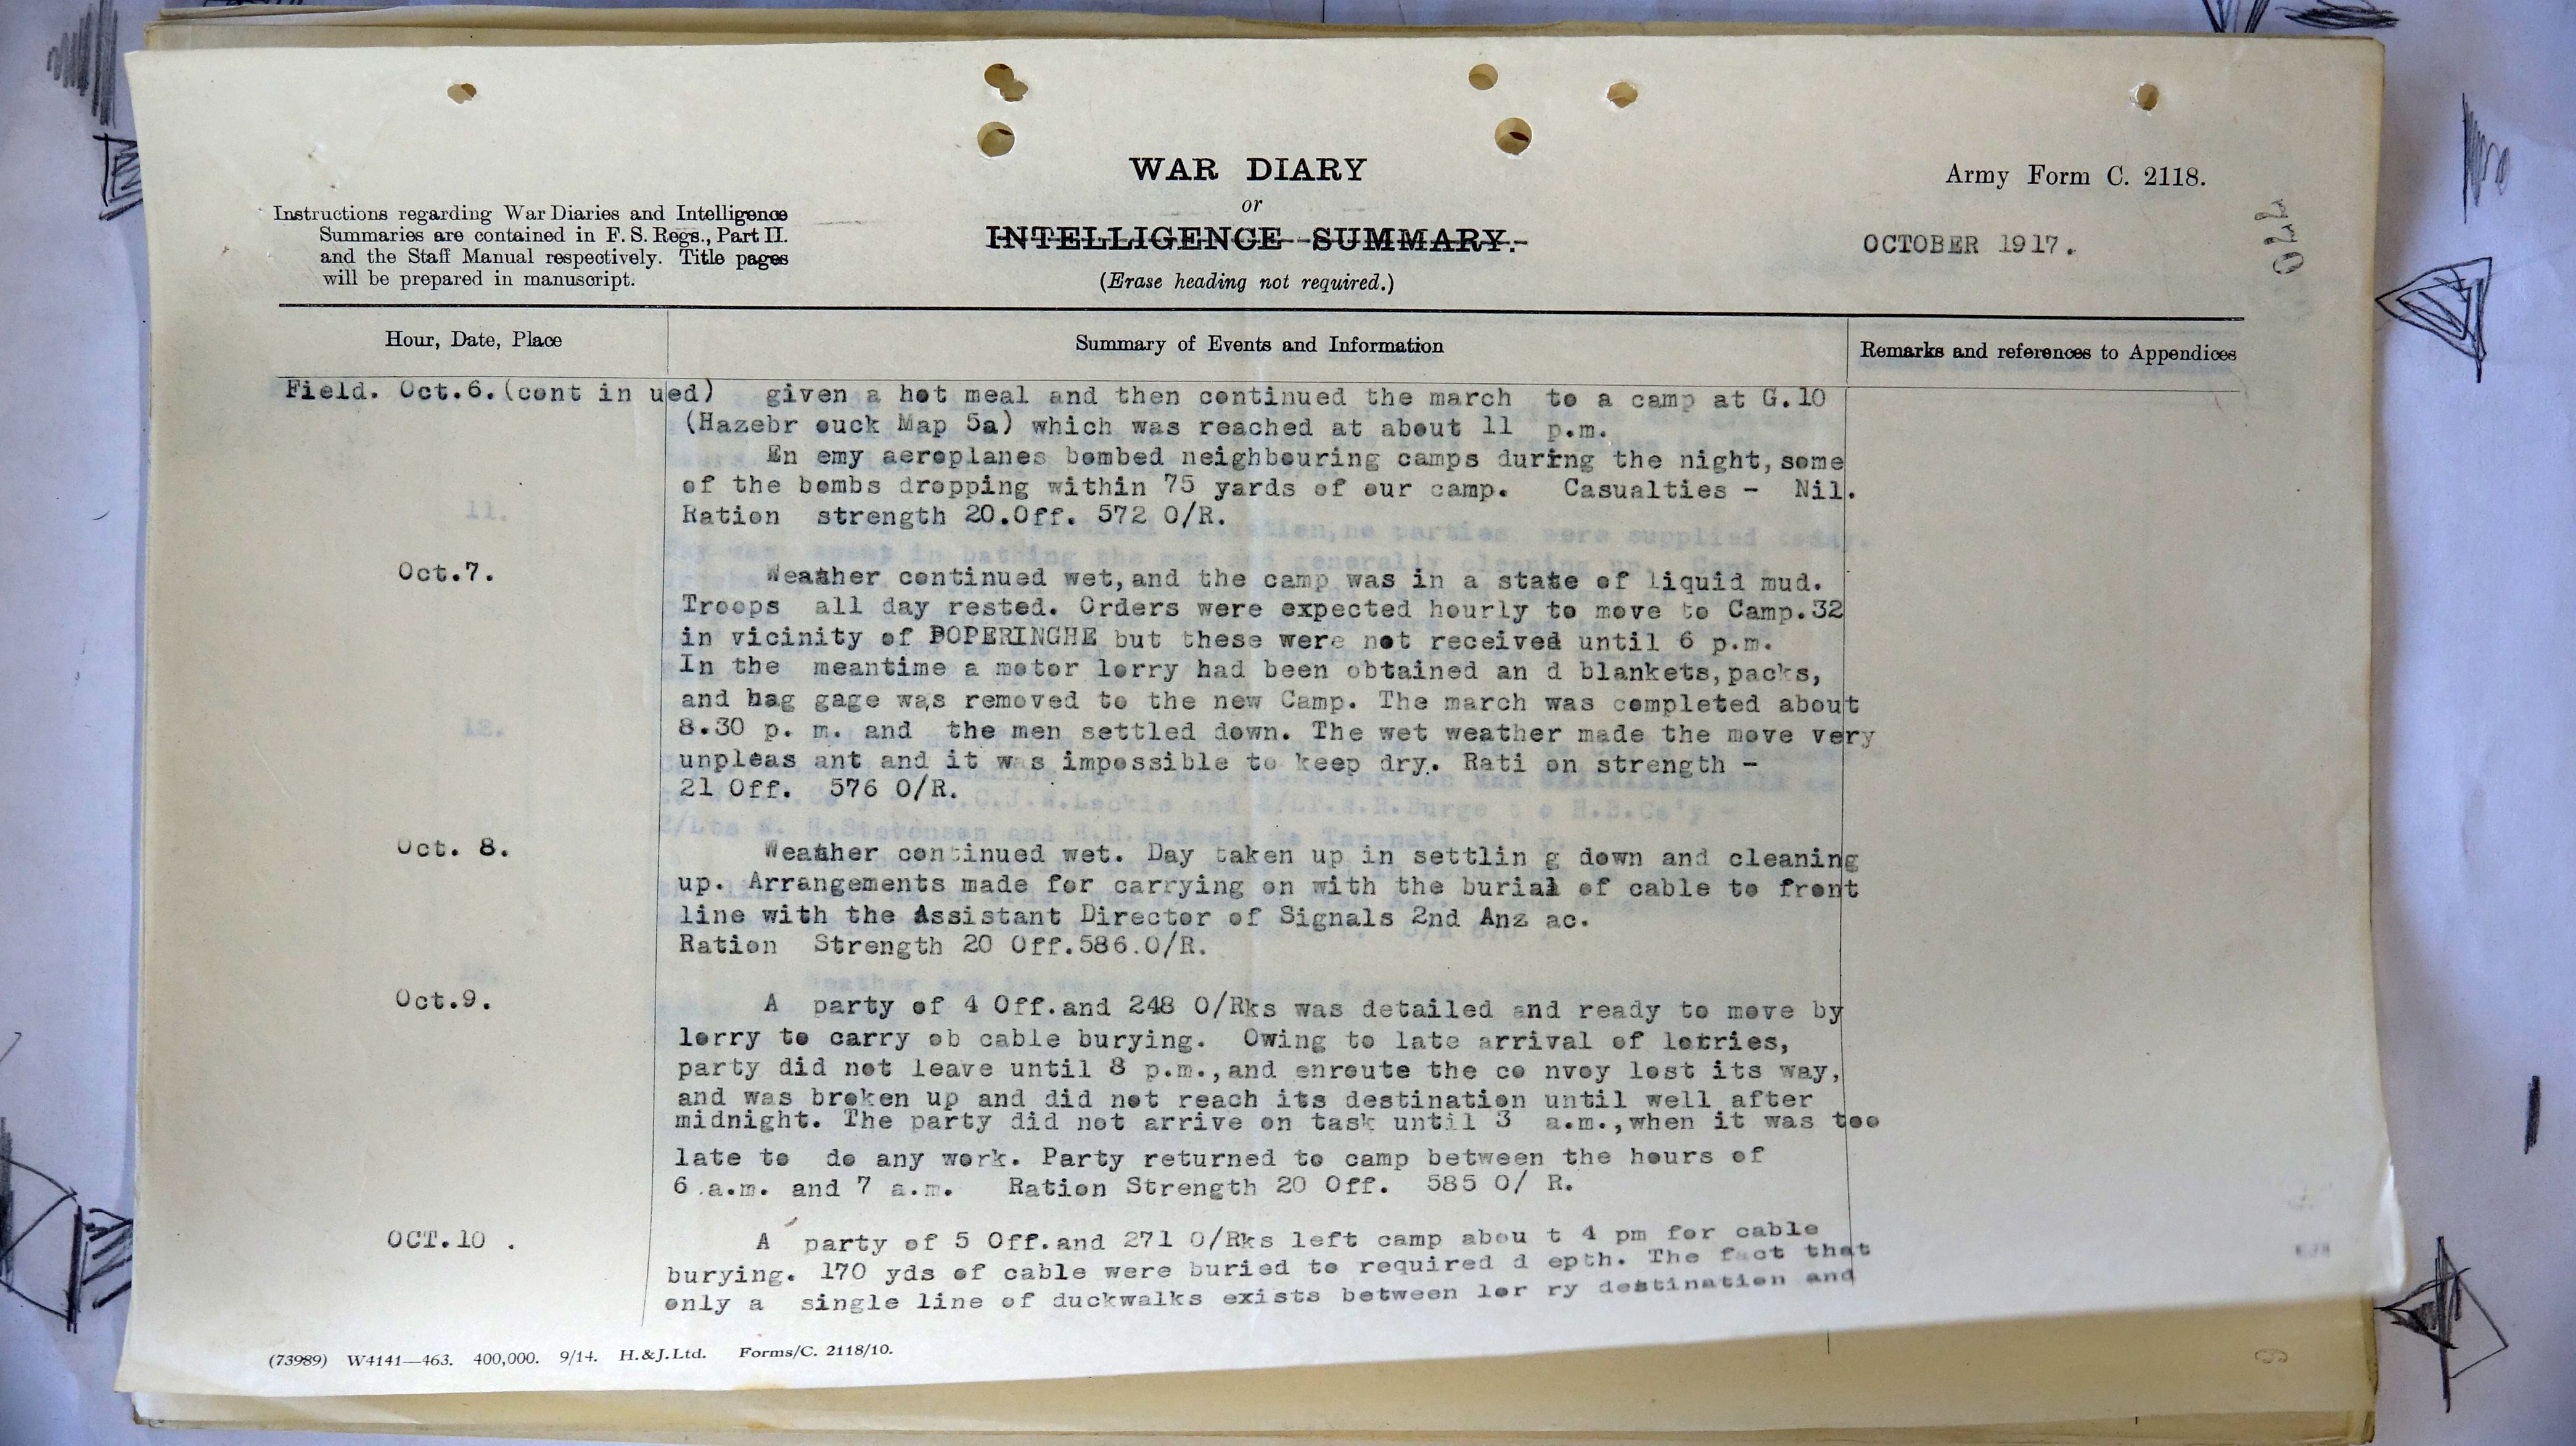 WAR DIARY
or
INTELLIGENCE SUMMARY.
(Erase heading not required.)
Army Form C. 2118.
OCTOBER 1917.
Instructions regarding War Diaries and Intelligence
Summaries are contained in F. S. Regs., Part II.
and the Staff Manual respectively. Title pages
will be prepared in manuscript.
Hour, Date, Place
Summary of Events and Information
Remarks and references to Appendices
Field. Oct.6.(cont in ued) given a hot meal and then continued the march to a camp at G.10
(Hazebr ouck Map 5a) which was reached at about 11 p.m.
En emy aeroplanes bombed neighbouring camps during the night,some
of the bombs dropping within 75 yards of our camp. Casualties - Nil.
Ration strength 20.Off. 572 O/R.
Oct.7. Weather continued wet,and the camp was in a state of liquid mud.
Troops all day rested. Orders were expected hourly to move to Camp.32
in vicinity of POPERINGHE but these were not received until 6 p.m.
In the meantime a motor lorry had been obtained an d blankets,packs,
and bag gage was removed to the new Camp. The march was completed about
8.30 p. m. and the men settled down. The wet weather made the move very
unpleas ant and it was impossible to keep dry. Rati on strength -
21 Off. 576 O/R.
Oct. 8. Weather continued wet. Day taken up in settlin g down and cleaning
up. Arrangements made for carrying on with the burial of cable to front
line with the Assistant Director of Signals 2nd Anz ac.
Ration Strength 20 Off.586.O/R.
Oct.9. A party of 4 Off.and 248 O/Rks was detailed and ready to move by
lorry to carry ob cable burying. Owing to late arrival of lotries,
party did not leave until 8 p.m.,and enroute the co nvoy lost its way,
and was broken up and did not reach its destination until well after
midnight. The party did not arrive on task until 3 a.m.,when it was too
late to do any work. Party returned to camp between the hours of
6 .a.m. and 7 a.m. Ration Strength 20 Off. 585 O/ R.
OCT.10 . A party of 5 Off.and 271 O/Rks left camp abou t 4 pm for cable
burying. 170 yds of cable were buried to required d epth. The fact that
only a single line of duckwalks exists between lor ry destination and
(73989) W4141—463. 400,000. 9/14. H.&J.Ltd. Forms/C. 2118/10.